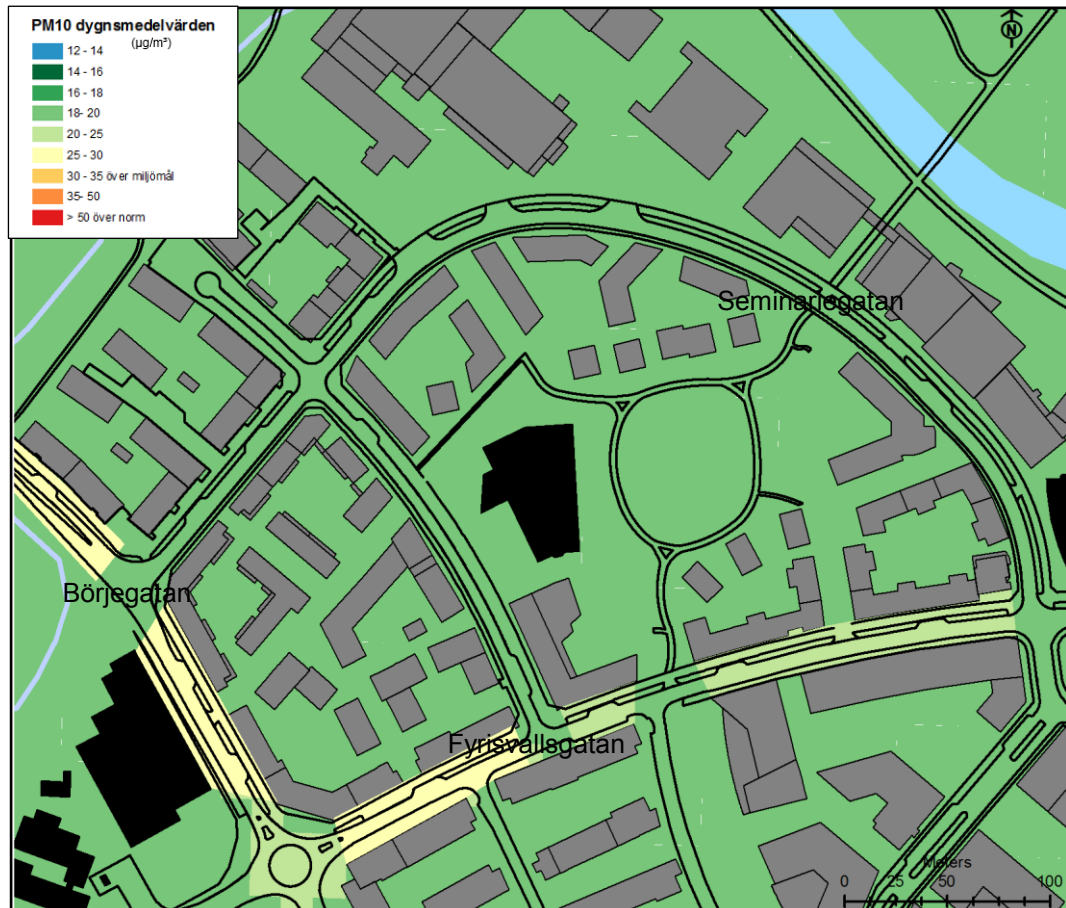 PM10 dygnsmedelvärden
(µg/m³)
12 - 14
14 - 16
16 - 18
18- 20
20 - 25
25 - 30
30 - 35 över miljömål
35- 50
> 50 över norm
N
Seminariegatan
Börjegatan
Fyrisvallsgatan
Meters
0 25 50 100